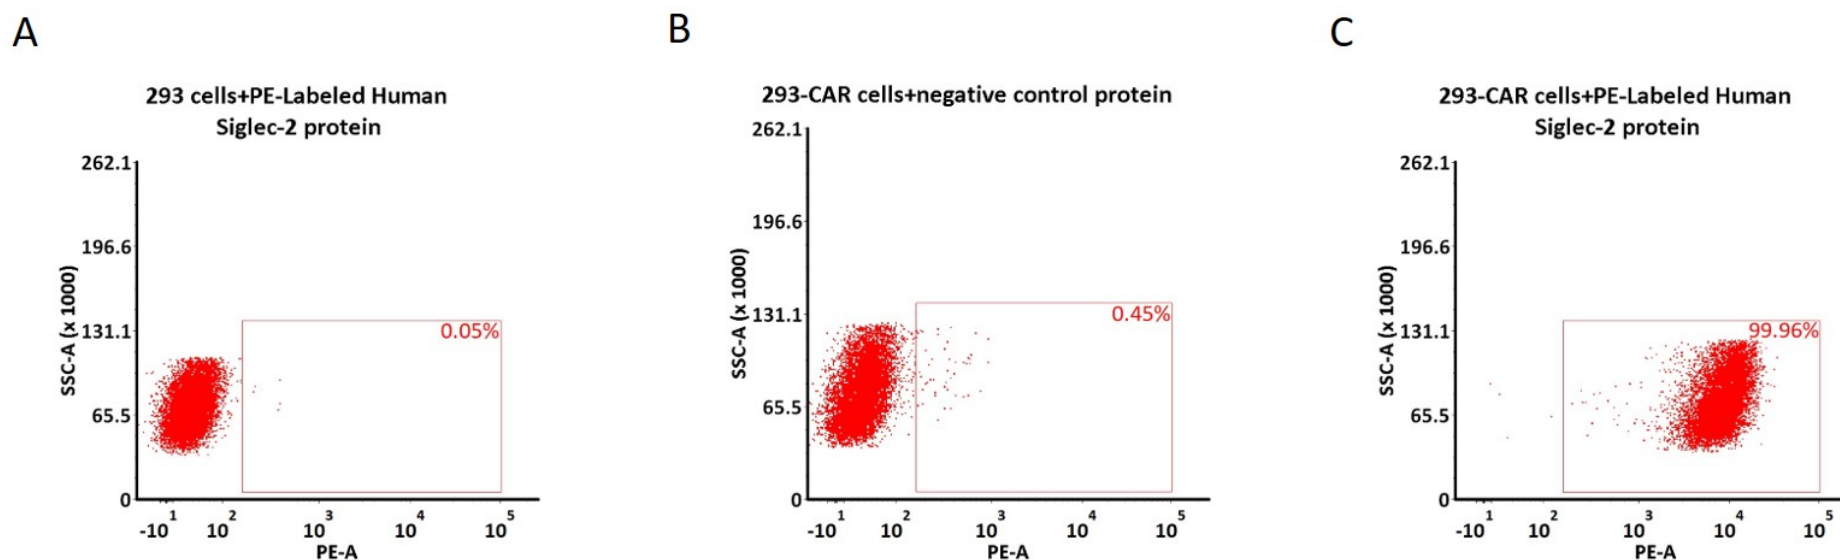 A
293 cells+PE-Labeled Human
Siglec-2 protein
262.1
196.6
131.1
65.5
0
SSC-A (x 1000)
0.05%
-10 1
10 2
10 3
10 4
10 5
PE-A
B
293-CAR cells+negative control protein
262.1
196.6
131.1
65.5
0
SSC-A (x 1000)
0.45%
-10 1
10 2
10 3
10 4
10 5
PE-A
C
293-CAR cells+PE-Labeled Human
Siglec-2 protein
262.1
196.6
131.1
65.5
0
SSC-A (x 1000)
99.96%
-10 1
10 2
10 3
10 4
10 5
PE-A